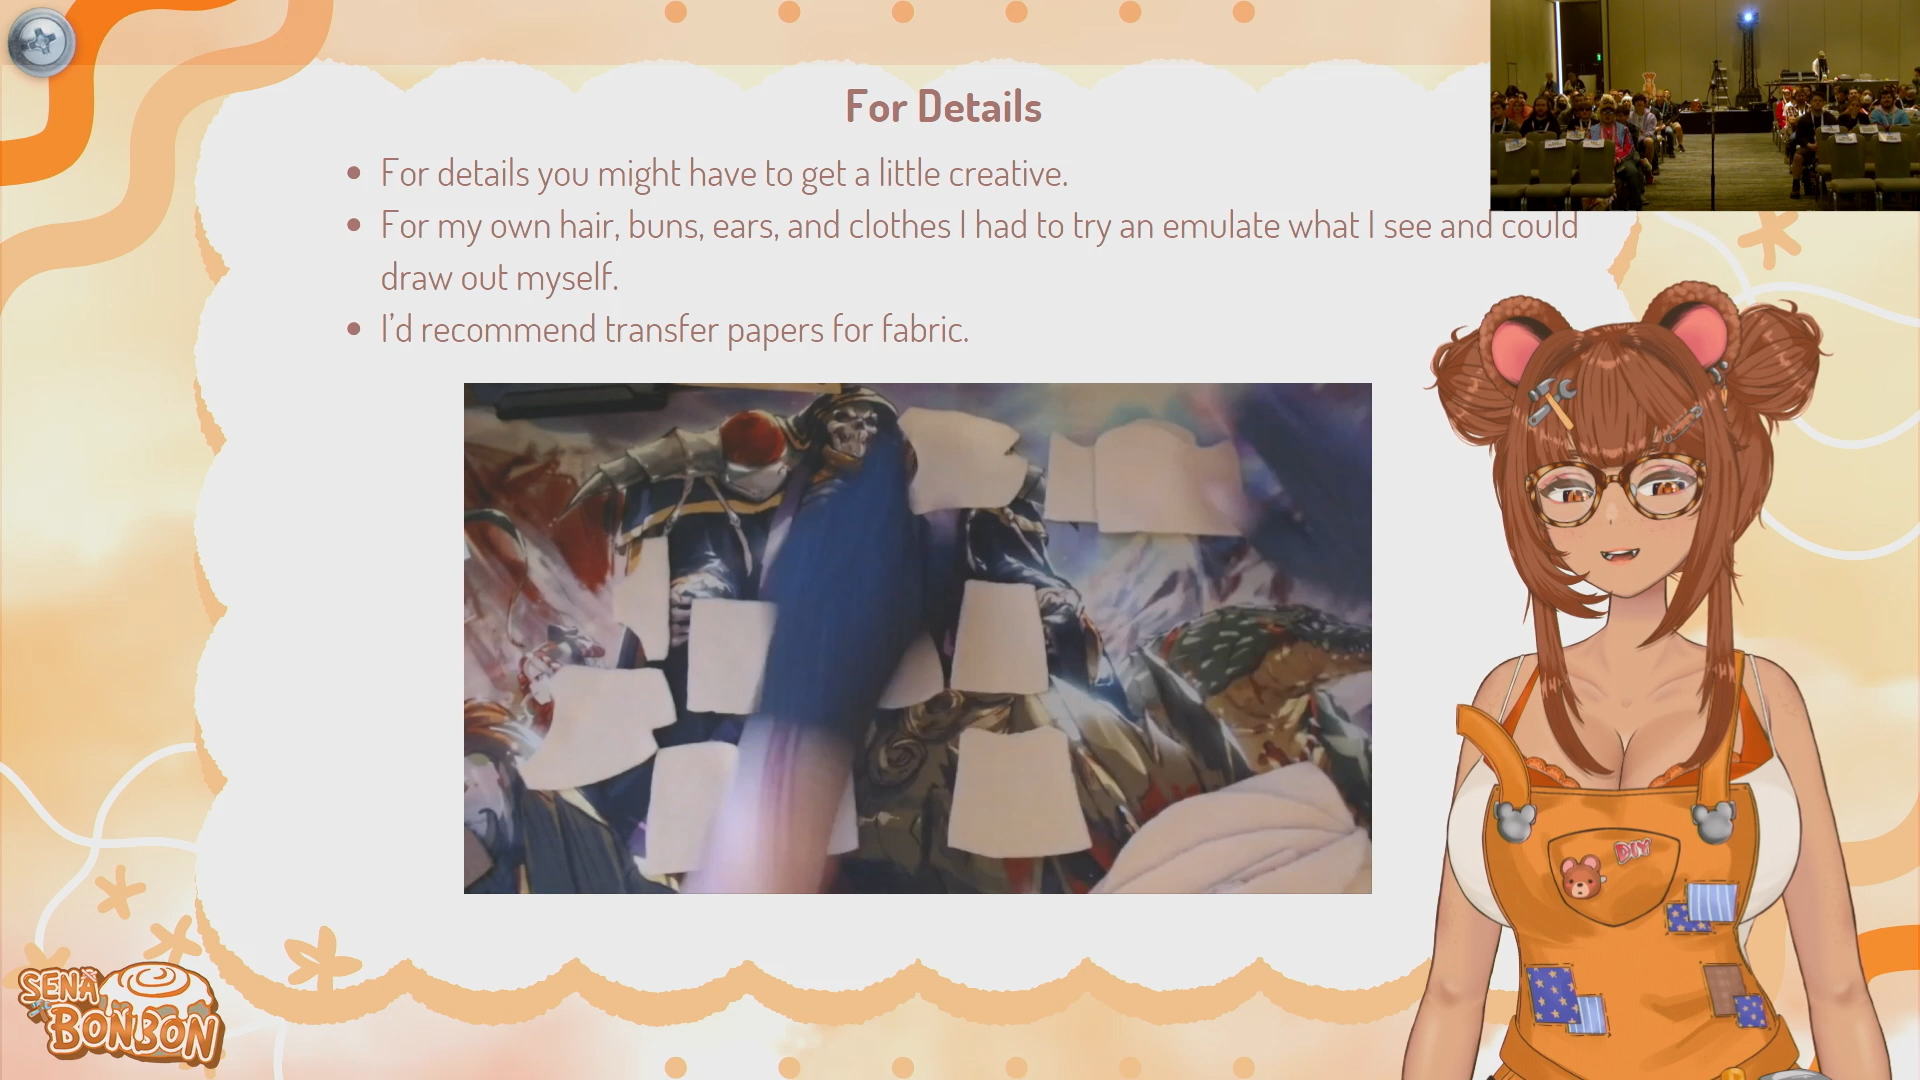 For Details
For details you might have to get a little creative.
For my own hair, buns, ears, and clothes I had to try an emulate what I see and could
draw out myself.
I'd recommend transfer papers for fabric.
DIY
SENA
BONBON